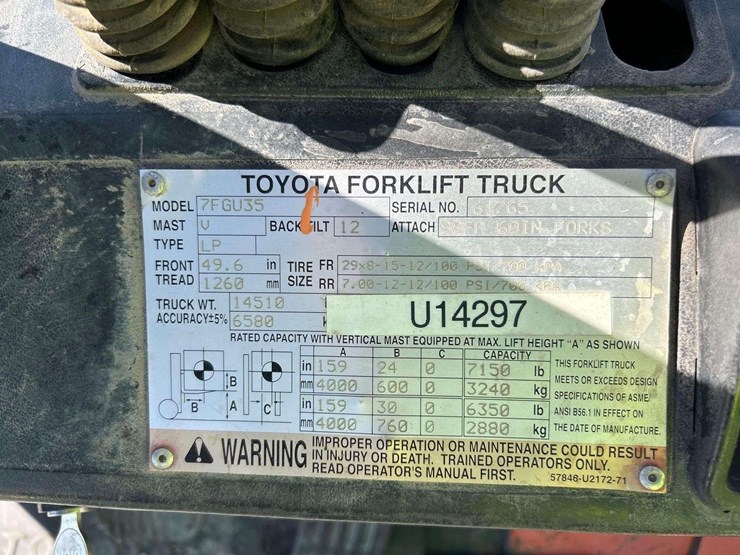 TOYOTA FORKLIFT TRUCK
MODEL 7FGU35 SERIAL NO.
MAST V BACK TILT 12 ATTACH 60IN FORKS
TYPE LP
FRONT TREAD 49.6 in 1260 mm
TIRE SIZE FR 29x8-15-12/100 PSI/700
RR 7.00-12-12/100 PSI/700
TRUCK WT. 14510
ACCURACY±5% 6580
U14297
RATED CAPACITY WITH VERTICAL MAST EQUIPPED AT MAX. LIFT HEIGHT "A" AS SHOWN
A B C CAPACITY
in 159 24 0 7150 lb
mm 4000 600 0 3240 kg
in 159 30 0 6350 lb
mm 4000 760 0 2880 kg
B
B A C
THIS FORKLIFT TRUCK
MEETS OR EXCEEDS DESIGN
SPECIFICATIONS OF ASME/
ANSI B56.1 IN EFFECT ON
THE DATE OF MANUFACTURE.
WARNING
IMPROPER OPERATION OR MAINTENANCE COULD RESULT
IN INJURY OR DEATH. TRAINED OPERATORS ONLY.
READ OPERATOR'S MANUAL FIRST.
57846-U2172-71